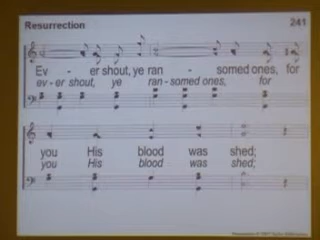 Resurrection 241
Ev - er shout, ye ran - somed ones, for
ev-er shout, ye ran-somed ones, for
you His blood was shed;
you His blood was shed;